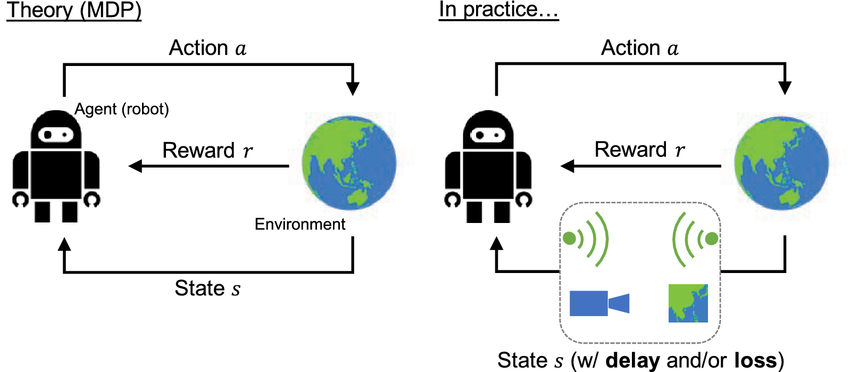 Theory (MDP)
Action a
Agent (robot)
Reward r
Environment
State s
In practice…
Action a
Reward r
State s (w/ delay and/or loss)